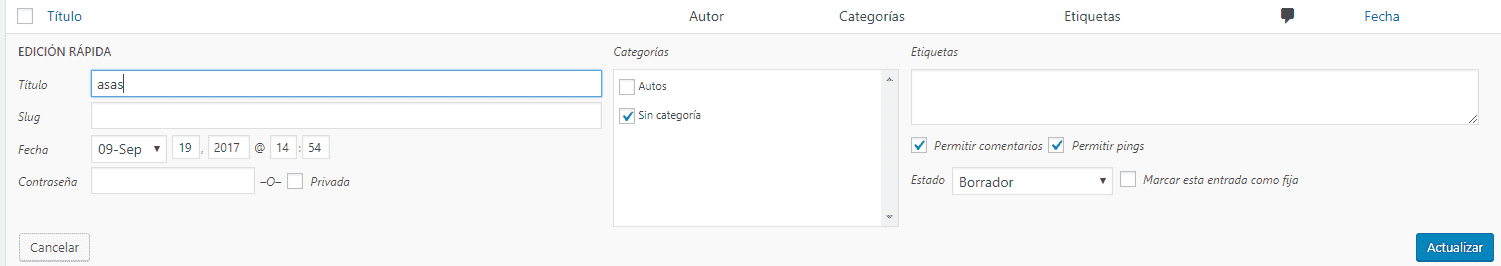 Título Autor Categorías Etiquetas Fecha
EDICIÓN RÁPIDA Categorías Etiquetas
Título asas
Slug
Fecha 09-Sep 19 , 2017 @ 14 : 54
Contraseña –O– Privada
Autos
Sin categoría
Permitir comentarios Permitir pings
Estado Borrador Marcar esta entrada como fija
Cancelar Actualizar